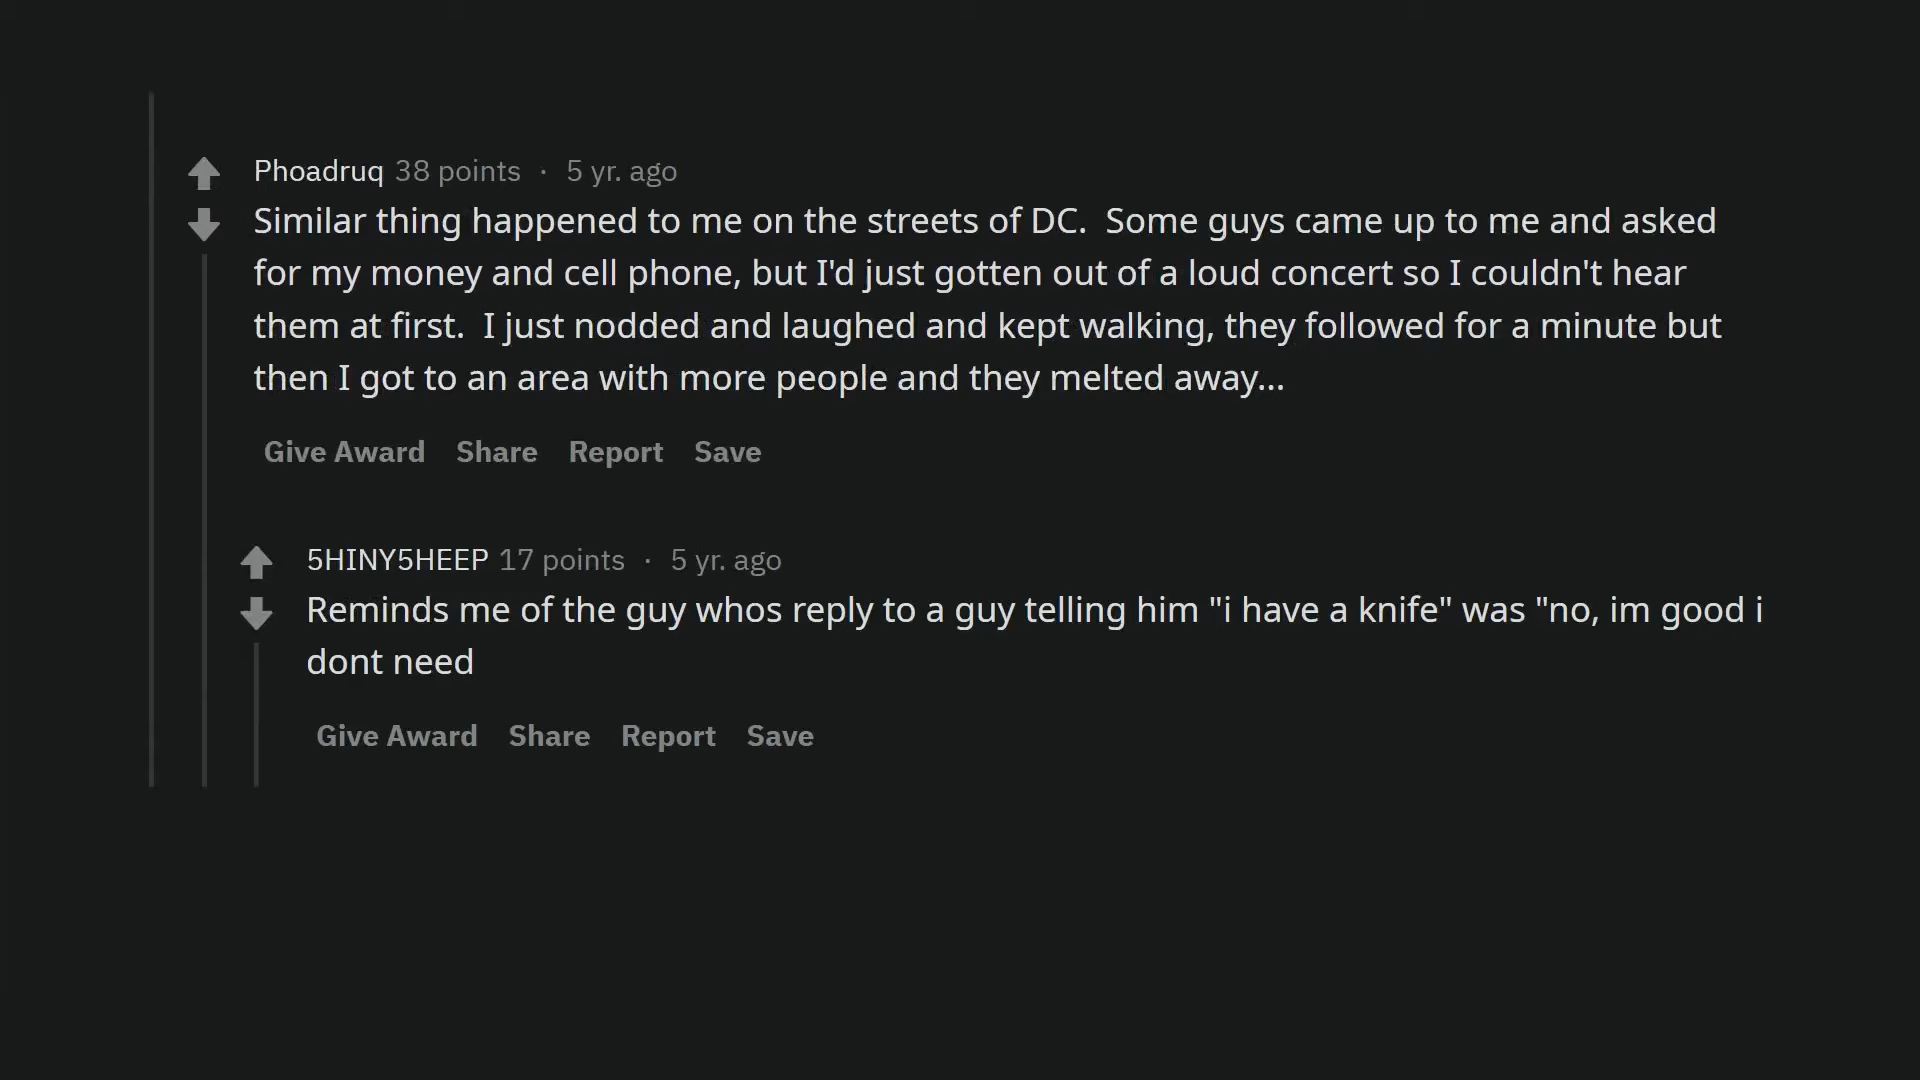 Phoadruq 38 points · 5 yr. ago
Similar thing happened to me on the streets of DC.  Some guys came up to me and asked
for my money and cell phone, but I'd just gotten out of a loud concert so I couldn't hear
them at first.  I just nodded and laughed and kept walking, they followed for a minute but
then I got to an area with more people and they melted away...
Give Award Share Report Save
5HINY5HEEP 17 points · 5 yr. ago
Reminds me of the guy whos reply to a guy telling him "i have a knife" was "no, im good i
dont need
Give Award Share Report Save